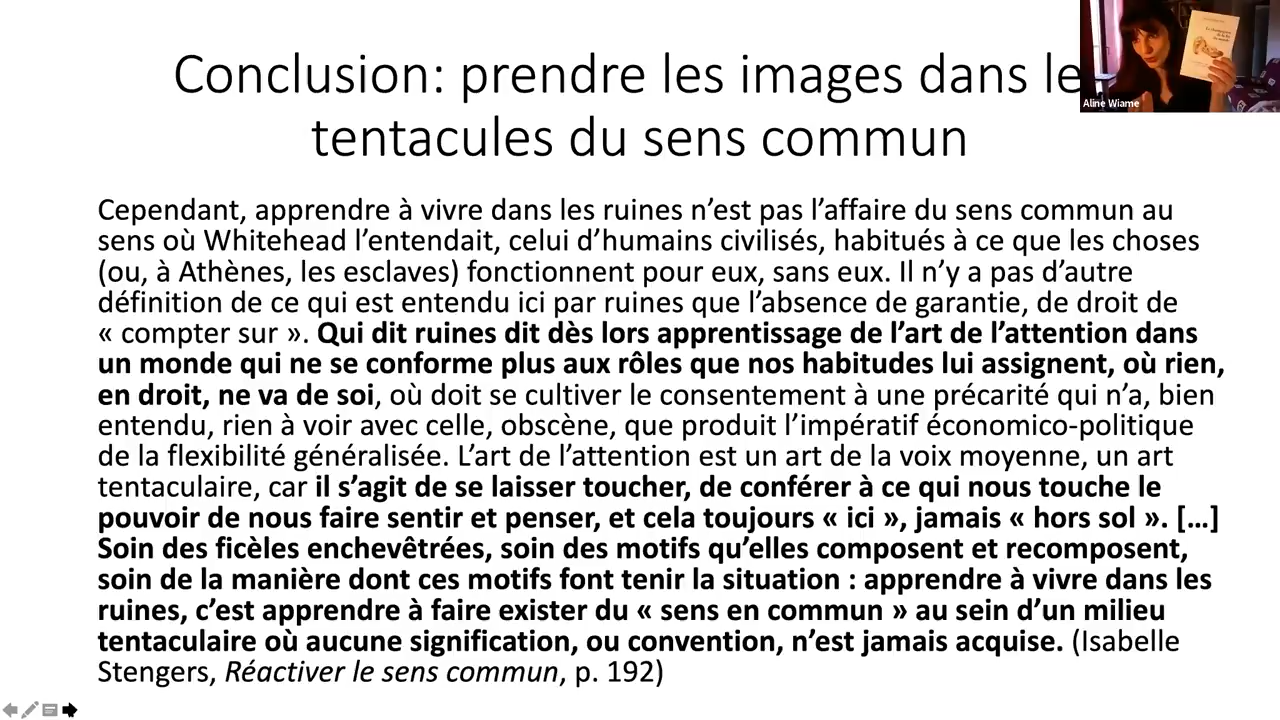 Conclusion: prendre les images dans le
tentacules du sens commun
Aline Wiame
Cependant, apprendre à vivre dans les ruines n’est pas l’affaire du sens commun au
sens où Whitehead l’entendait, celui d’humains civilisés, habitués à ce que les choses
(ou, à Athènes, les esclaves) fonctionnent pour eux, sans eux. Il n’y a pas d’autre
définition de ce qui est entendu ici par ruines que l’absence de garantie, de droit de
« compter sur ». Qui dit ruines dit dès lors apprentissage de l’art de l’attention dans
un monde qui ne se conforme plus aux rôles que nos habitudes lui assignent, où rien,
en droit, ne va de soi, où doit se cultiver le consentement à une précarité qui n’a, bien
entendu, rien à voir avec celle, obscène, que produit l’impératif économico-politique
de la flexibilité généralisée. L’art de l’attention est un art de la voix moyenne, un art
tentaculaire, car il s’agit de se laisser toucher, de conférer à ce qui nous touche le
pouvoir de nous faire sentir et penser, et cela toujours « ici », jamais « hors sol ». […]
Soin des ficèles enchevêtrées, soin des motifs qu’elles composent et recomposent,
soin de la manière dont ces motifs font tenir la situation : apprendre à vivre dans les
ruines, c’est apprendre à faire exister du « sens en commun » au sein d’un milieu
tentaculaire où aucune signification, ou convention, n’est jamais acquise. (Isabelle
Stengers, Réactiver le sens commun, p. 192)